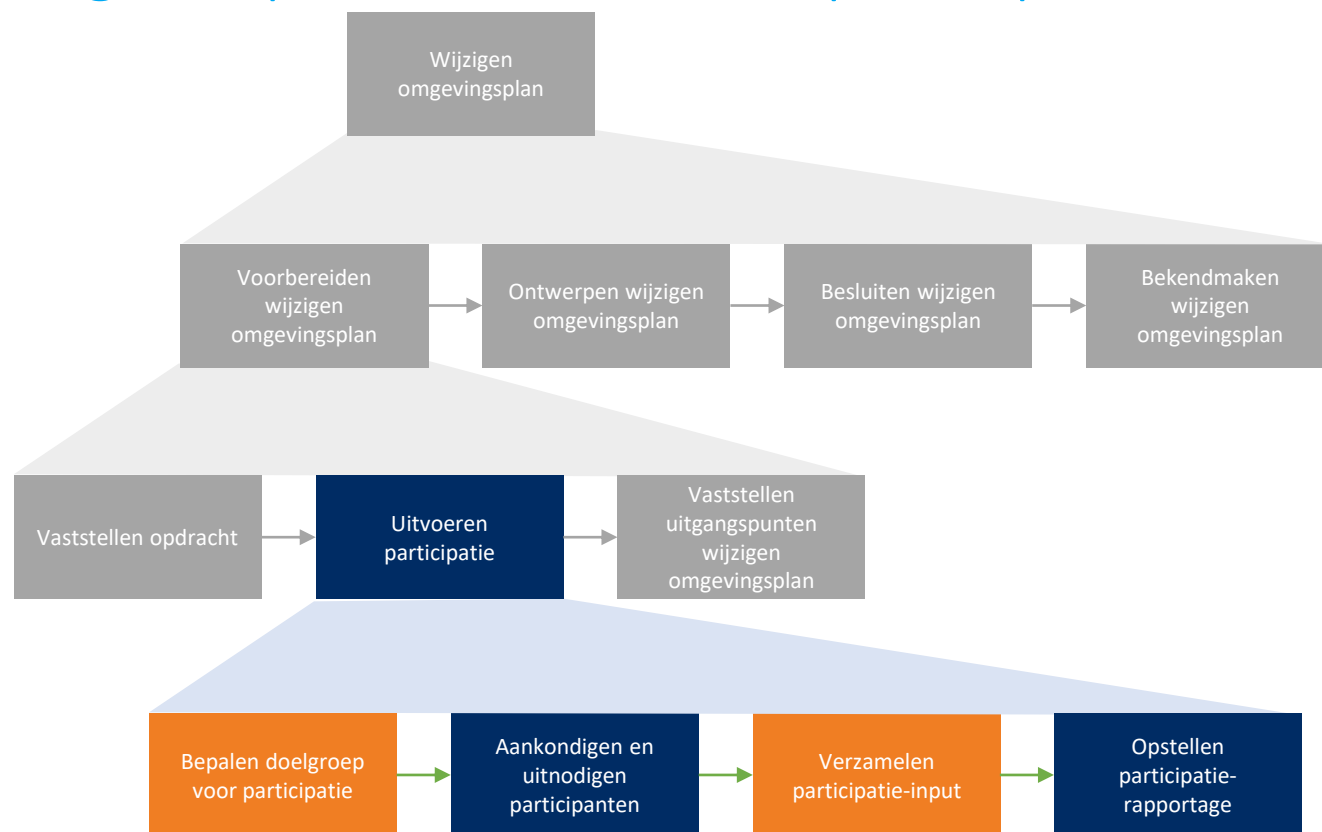 Wijzigen
omgevingsplan
Voorbereiden
wijzigen
omgevingsplan
Ontwerpen wijzigen
omgevingsplan
Besluiten wijzigen
omgevingsplan
Bekendmaken
wijzigen
omgevingsplan
Vaststellen opdracht
Uitvoeren
participatie
Vaststellen
uitgangspunten
wijzigen
omgevingsplan
Bepalen doelgroep
voor participatie
Aankondigen en
uitnodigen
participanten
Verzamelen
participatie-input
Opstellen
participatie-
rapportage